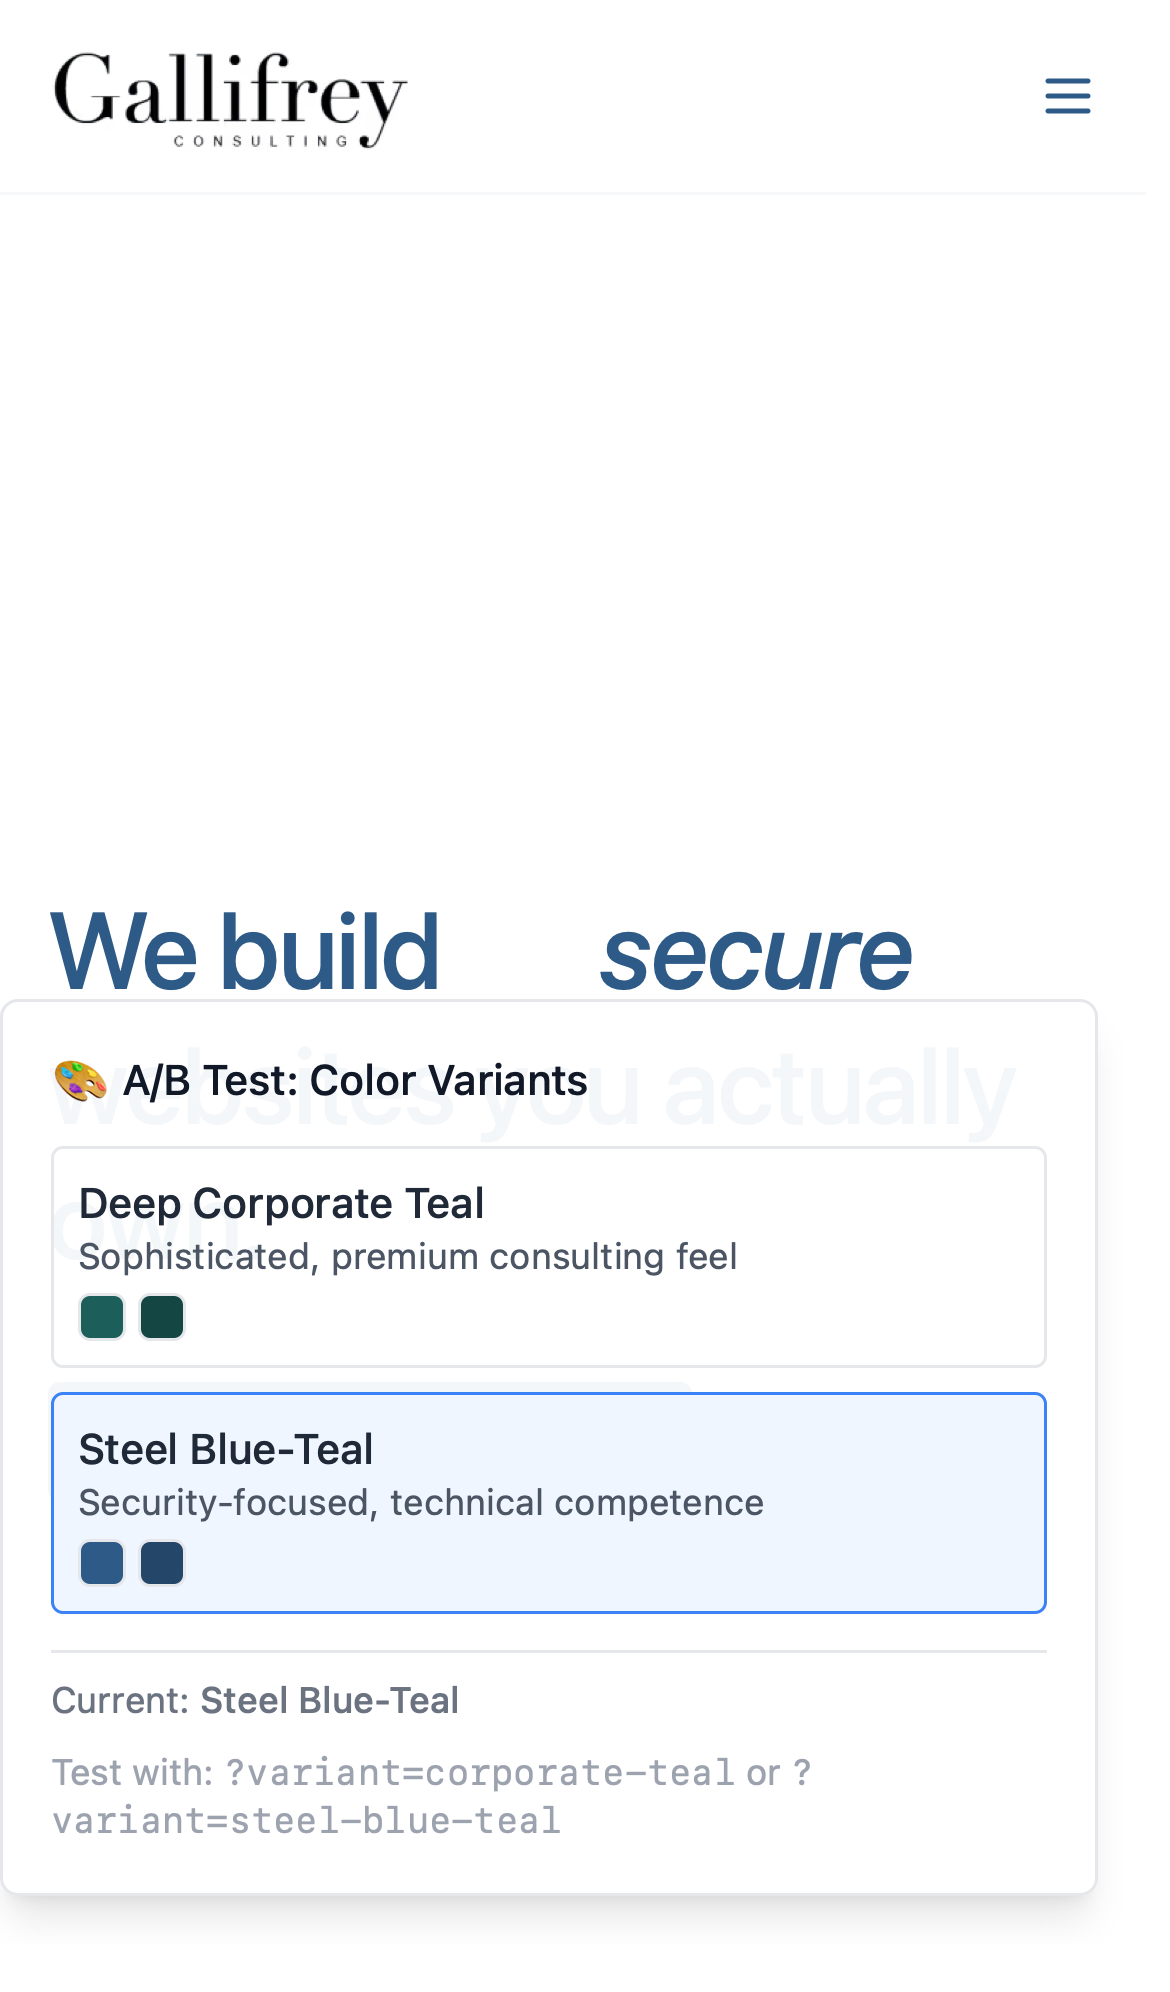 Gallifrey
CONSULTING
We build secure
websites you actually
own
🎨 A/B Test: Color Variants
Deep Corporate Teal
Sophisticated, premium consulting feel
Steel Blue-Teal
Security-focused, technical competence
Current: Steel Blue-Teal
Test with: ?variant=corporate-teal or ?
variant=steel-blue-teal